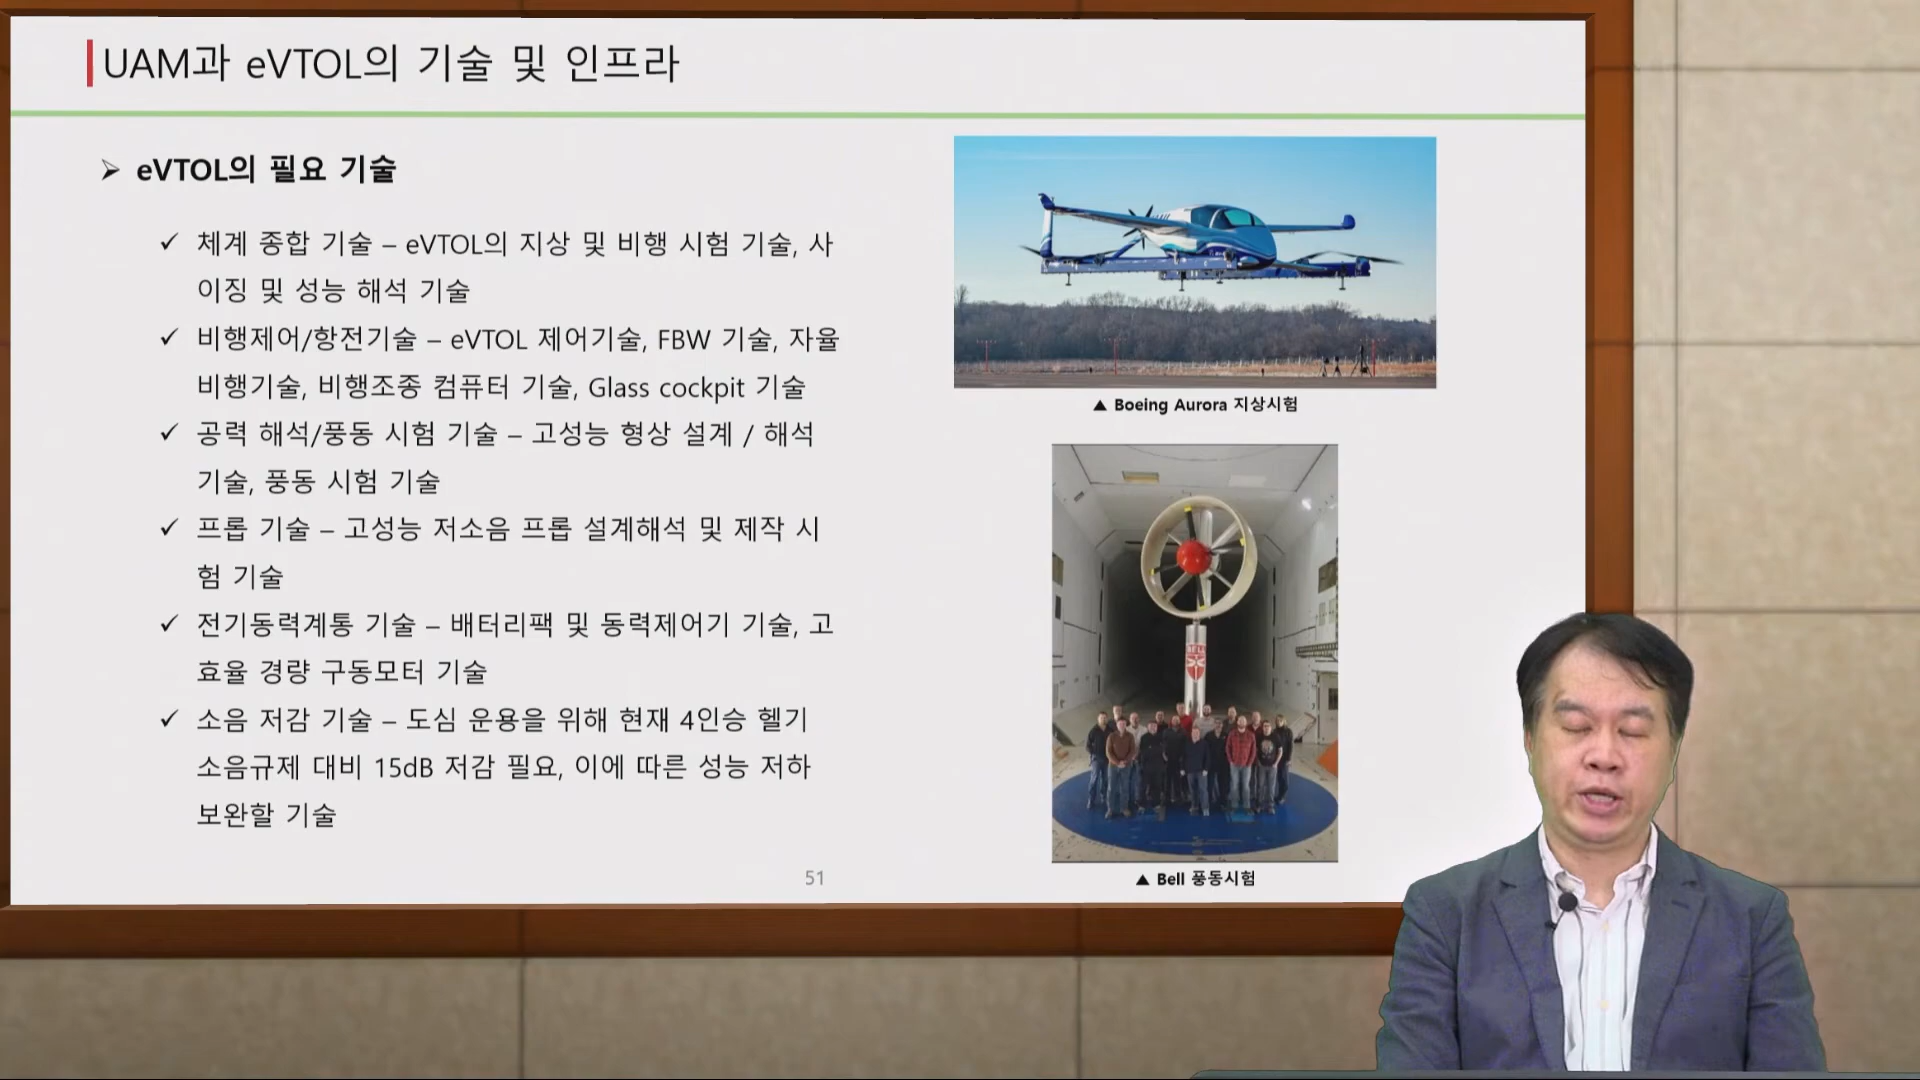 UAM과 eVTOL의 기술 및 인프라
➢ eVTOL의 필요 기술
✓ 체계 종합 기술 – eVTOL의 지상 및 비행 시험 기술, 사
이징 및 성능 해석 기술
✓ 비행제어/항전기술 – eVTOL 제어기술, FBW 기술, 자율
비행기술, 비행조종 컴퓨터 기술, Glass cockpit 기술
✓ 공력 해석/풍동 시험 기술 – 고성능 형상 설계 / 해석
기술, 풍동 시험 기술
✓ 프롭 기술 – 고성능 저소음 프롭 설계해석 및 제작 시
험 기술
✓ 전기동력계통 기술 – 배터리팩 및 동력제어기 기술, 고
효율 경량 구동모터 기술
✓ 소음 저감 기술 – 도심 운용을 위해 현재 4인승 헬기
소음규제 대비 15dB 저감 필요, 이에 따른 성능 저하
보완할 기술
▲ Boeing Aurora 지상시험
BELL
▲ Bell 풍동시험
51